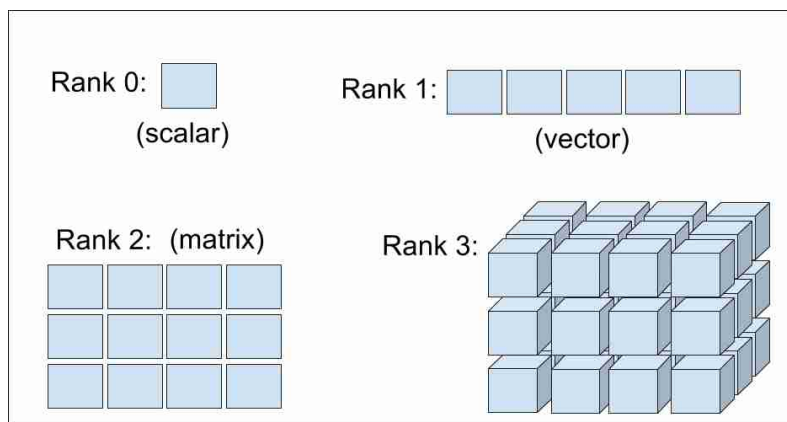 Rank 0:
(scalar)
Rank 1:
(vector)
Rank 2: (matrix)
Rank 3: